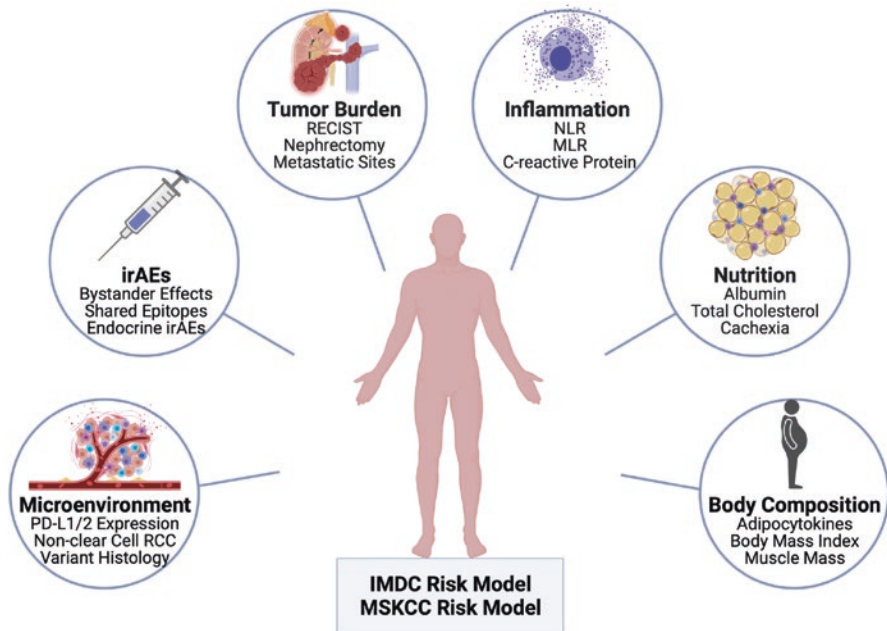 Tumor Burden
RECIST
Nephrectomy
Metastatic Sites
Inflammation
NLR
MLR
C-reactive Protein
irAEs
Bystander Effects
Shared Epitopes
Endocrine irAEs
Nutrition
Albumin
Total Cholesterol
Cachexia
Microenvironment
PD-L1/2 Expression
Non-clear Cell RCC
Variant Histology
Body Composition
Adipocytokines
Body Mass Index
Muscle Mass
IMDC Risk Model
MSKCC Risk Model